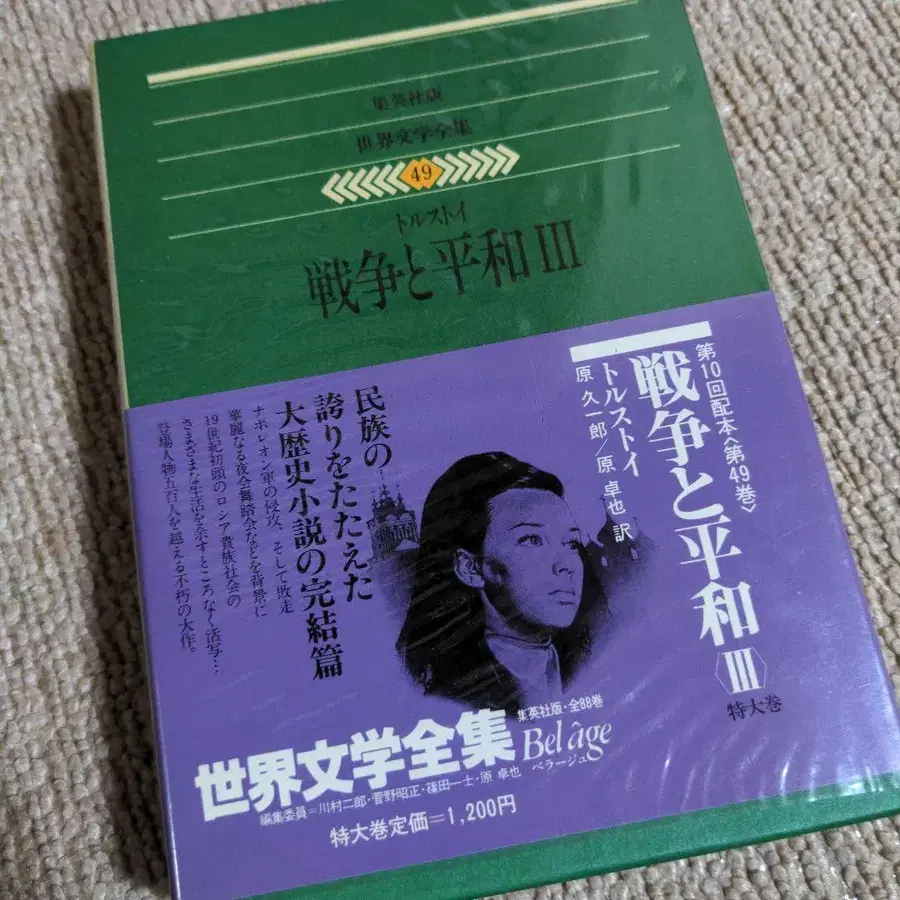 集英社版
世界文学全集
49
トルストイ
戦争と平和III
第10回配本〈第49巻〉
戦争と平和〈III〉
特大巻
トルストイ
原 久一郎/原 卓也 訳
民族の
誇りをたたえた
大歴史小説の完結篇
ナポレオン軍の侵攻、そして敗走
華麗なる夜会舞踏会などを背景に
19世紀初頭のロシア貴族社会の
さまざまな生活を余すところなく活写…
登場人物五百人を越える不朽の大作。
集英社版・全88巻
世界文学全集
Bel âge
ベラージュ
編集委員=川村二郎・菅野昭正・篠田一士・原 卓也
特大巻定価=1,200円